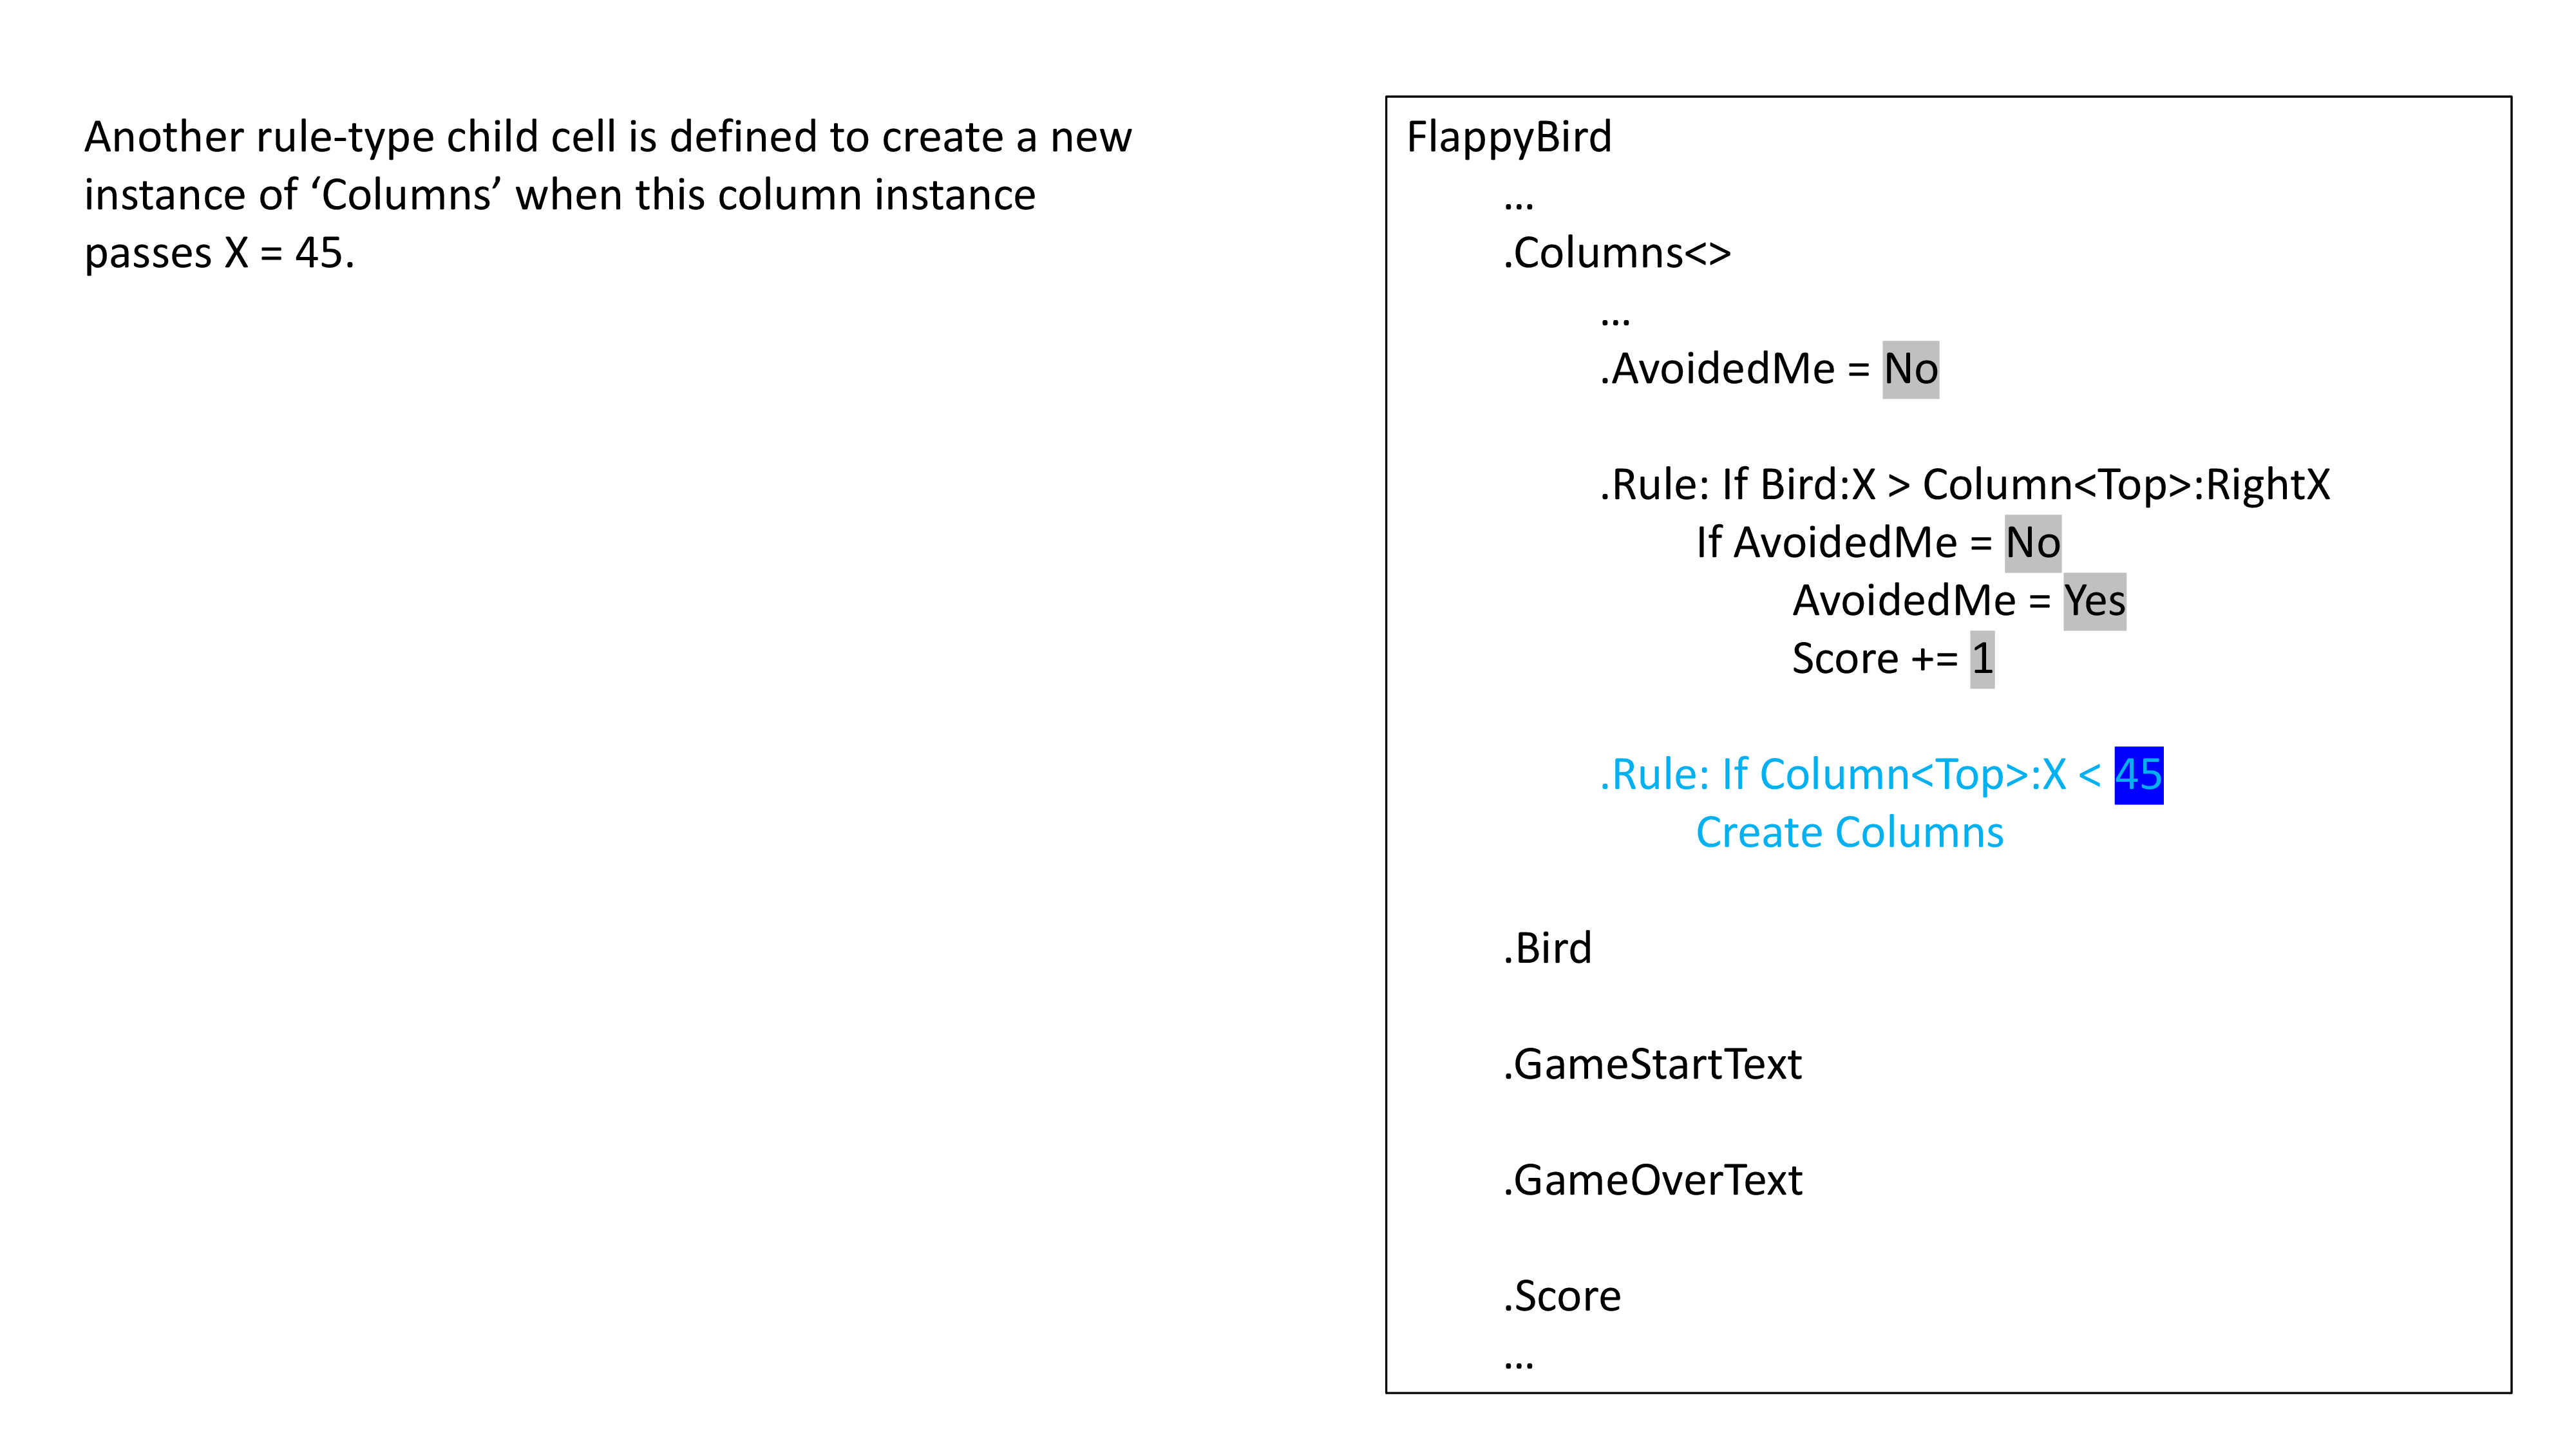 Another rule-type child cell is defined to create a new
instance of ‘Columns’ when this column instance
passes X = 45.
FlappyBird
...
.Columns<>
...
.AvoidedMe = No
.Rule: If Bird:X > Column<Top>:RightX
If AvoidedMe = No
AvoidedMe = Yes
Score += 1
.Rule: If Column<Top>:X < 45
Create Columns
.Bird
.GameStartText
.GameOverText
.Score
...